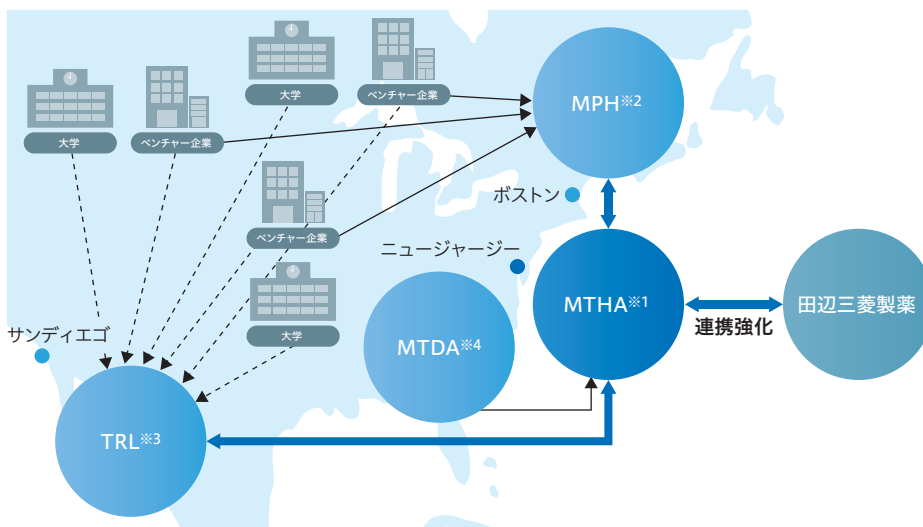 大学
ベンチャー企業
大学
ベンチャー企業
MPH※2
ボストン
ベンチャー企業
ニュージャージー
大学
サンディエゴ
MTDA※4
MTHA※1
連携強化
田辺三菱製薬
TRL※3